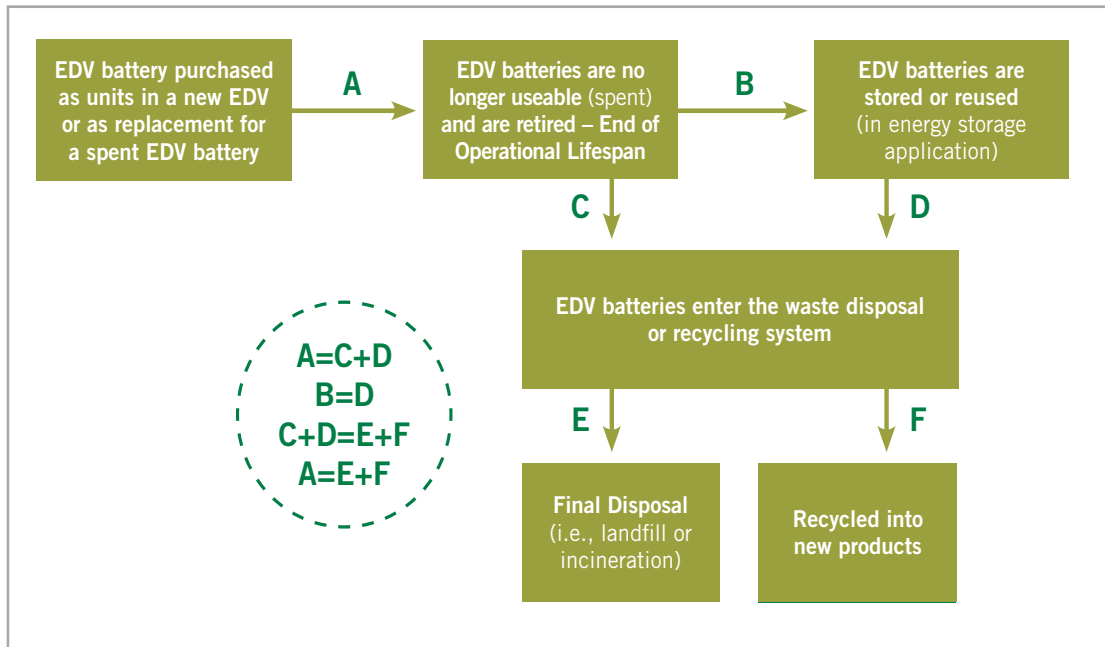 EDV battery purchased
as units in a new EDV
or as replacement for
a spent EDV battery
A
EDV batteries are no
longer useable (spent)
and are retired – End of
Operational Lifespan
B
EDV batteries are
stored or reused
(in energy storage
application)
C
D
EDV batteries enter the waste disposal
or recycling system
A=C+D
B=D
C+D=E+F
A=E+F
E
F
Final Disposal
(i.e., landfill or
incineration)
Recycled into
new products